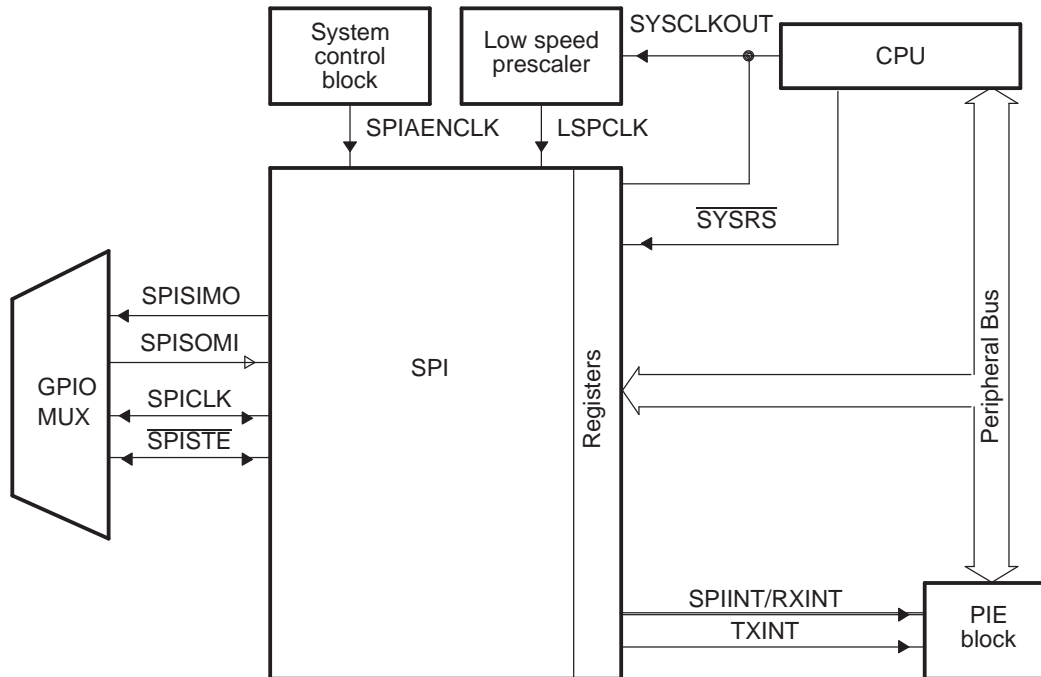 System
control
block
Low speed
prescaler
SYSCLKOUT
CPU
SPIAENCLK
LSPCLK
SYSRS
SPISIMO
SPISOMI
SPICLK
SPISTE
GPIO
MUX
SPI
Registers
Peripheral Bus
SPIINT/RXINT
TXINT
PIE
block